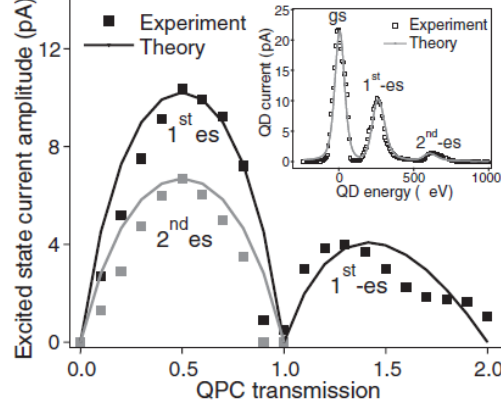 Excited state current amplitude (pA)
12
8
4
0
Experiment
Theory
1st es
2nd es
1st-es
0.0
0.5
1.0
1.5
2.0
QPC transmission
QD current (pA)
25
20
15
10
5
0
gs
Experiment
Theory
1st-es
2nd-es
0
500
1000
QD energy ( eV)